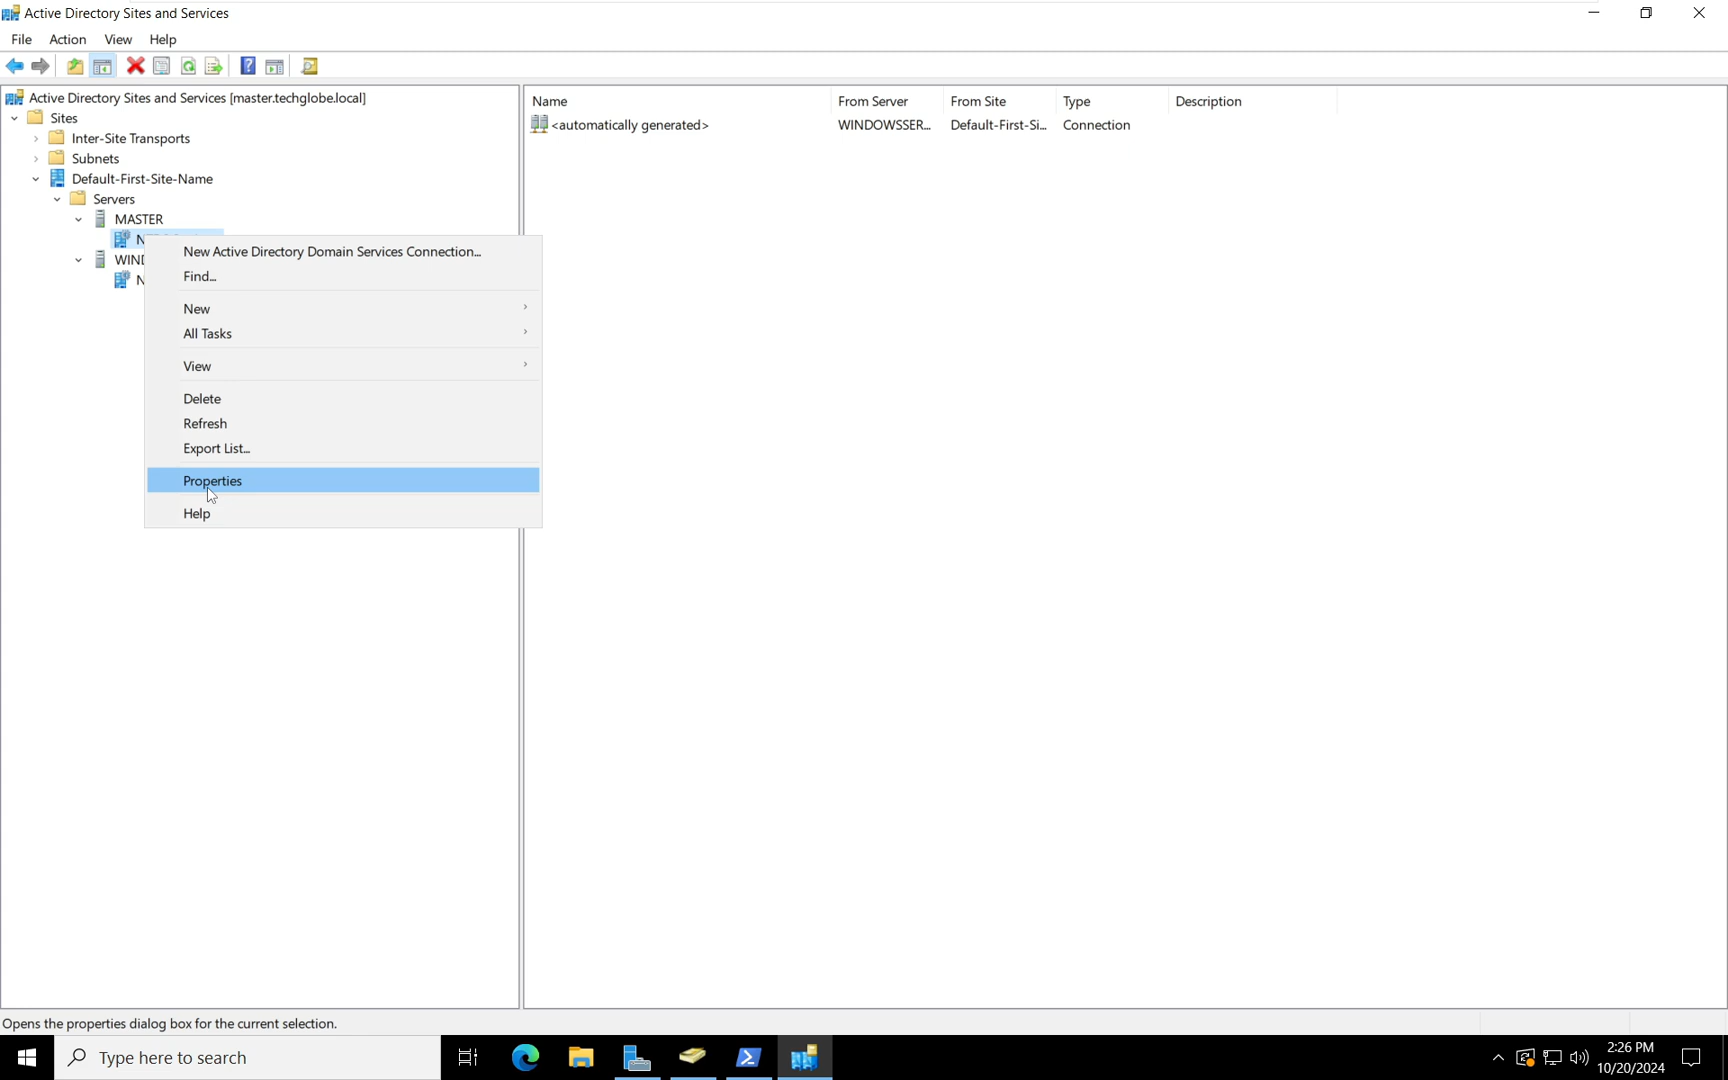 Active Directory Sites and Services
File Action View Help
Active Directory Sites and Services [master.techglobe.local]
Sites
Inter-Site Transports
Subnets
Default-First-Site-Name
Servers
MASTER
N
WIND
N
New Active Directory Domain Services Connection...
Find...
New
All Tasks
View
Delete
Refresh
Export List...
Properties
Help
Name From Server From Site Type Description
<automatically generated> WINDOWSSER... Default-First-Si... Connection
Opens the properties dialog box for the current selection.
Type here to search
2:26 PM
10/20/2024